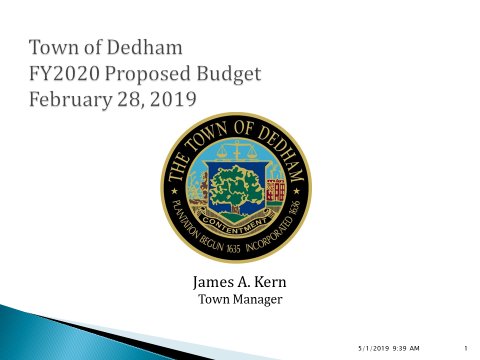 Town of Dedham
FY2020 Proposed Budget
February 28, 2019
THE TOWN OF DEDHAM
CONTENTMENT
PLANTATION BEGUN 1635 INCORPORATED 1636
James A. Kern
Town Manager
5/1/2019 9:39 AM 1